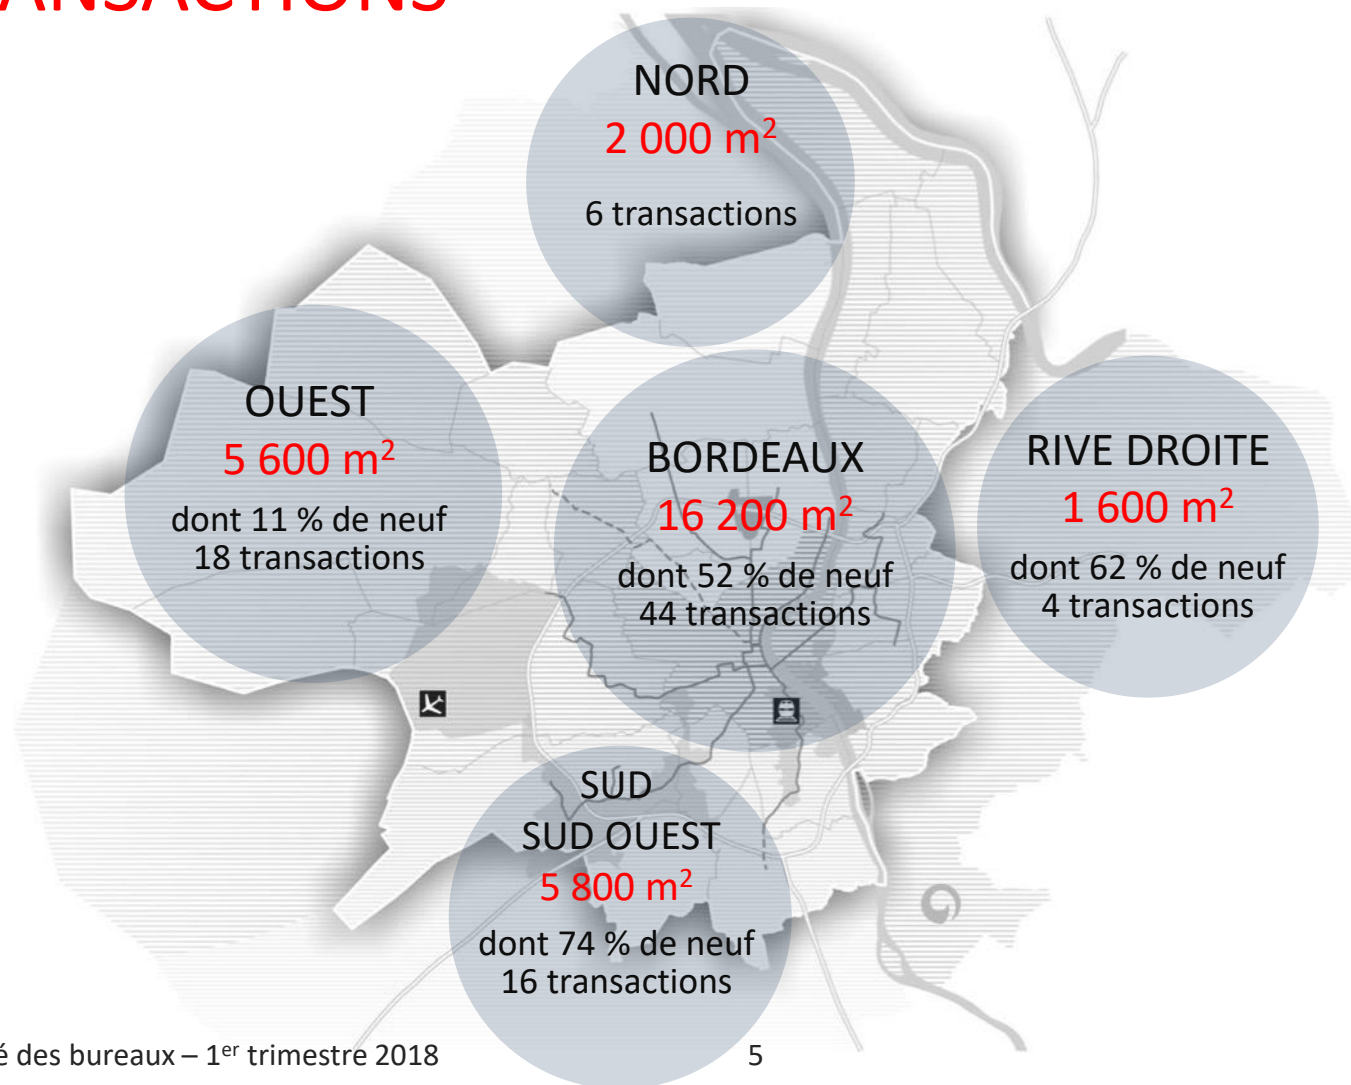 ANSACTIONS
NORD
2 000 m²
6 transactions
OUEST
5 600 m²
dont 11 % de neuf
18 transactions
BORDEAUX
16 200 m²
dont 52 % de neuf
44 transactions
RIVE DROITE
1 600 m²
dont 62 % de neuf
4 transactions
SUD
SUD OUEST
5 800 m²
dont 74 % de neuf
16 transactions
é des bureaux – 1er trimestre 2018
5